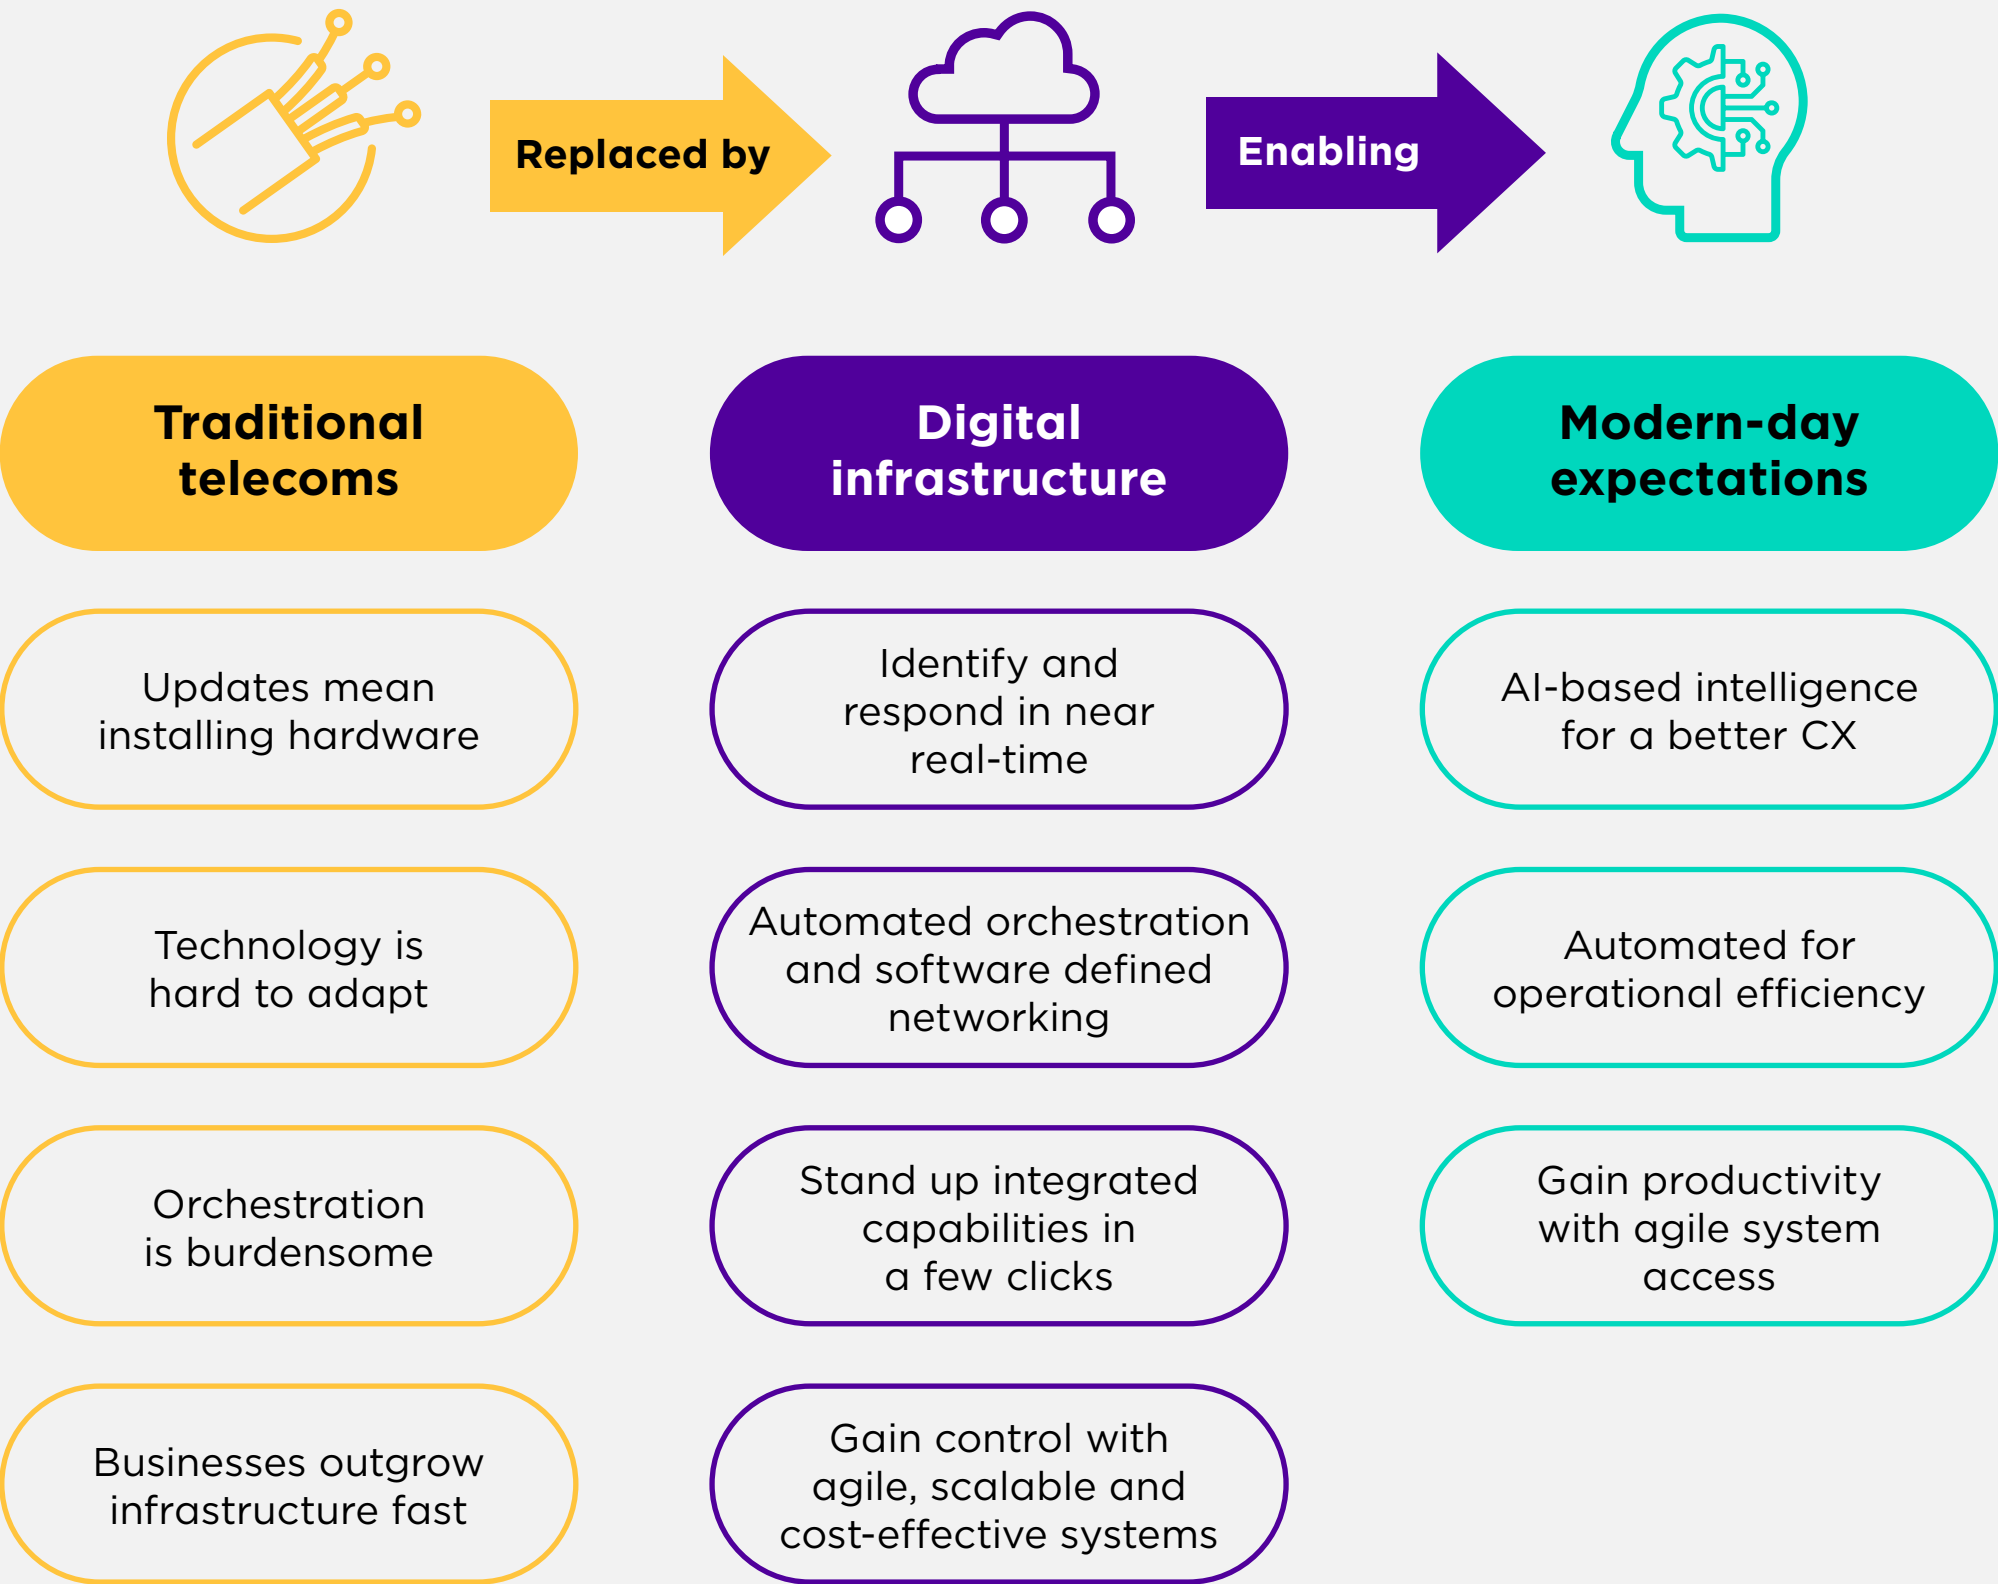 Replaced by
Enabling
Traditional
telecoms
Digital
infrastructure
Modern-day
expectations
Updates mean
installing hardware
Identify and
respond in near
real-time
AI-based intelligence
for a better CX
Technology is
hard to adapt
Automated orchestration
and software defined
networking
Automated for
operational efficiency
Orchestration
is burdensome
Stand up integrated
capabilities in
a few clicks
Gain productivity
with agile system
access
Businesses outgrow
infrastructure fast
Gain control with
agile, scalable and
cost-effective systems